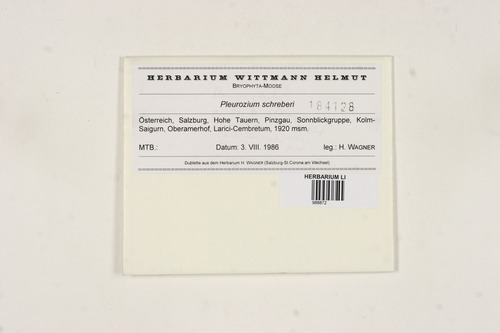 HERBARIUM WITTMANN HELMUT
BRYOPHYTA-MOOSE
Pleurozium schreberi 184128
Österreich, Salzburg, Hohe Tauern, Pinzgau, Sonnblickgruppe, Kolm-
Saigurn, Oberamerhof, Larici-Cembretum, 1920 msm.
MTB.: Datum: 3. VIII. 1986 leg.: H. WAGNER
Dublette aus dem Herbarium H. WAGNER (Salzburg-St.Corona am Wechsel)
HERBARIUM LI
988872